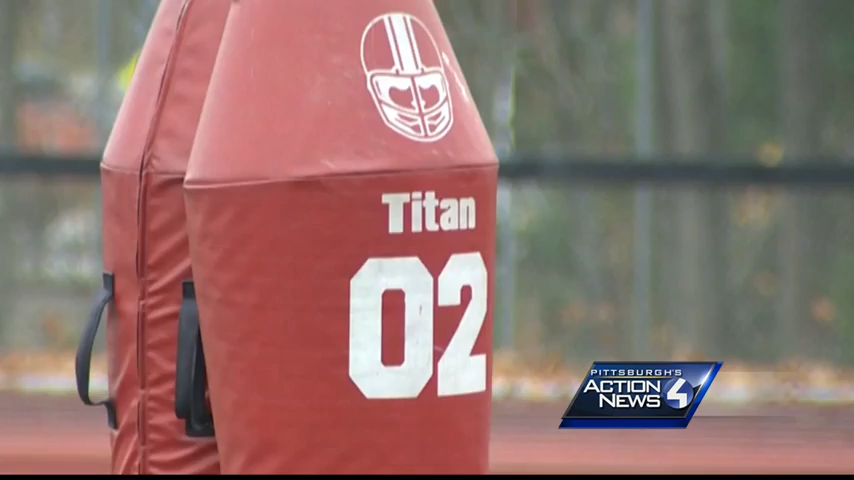 Titan
02
PITTSBURGH'S
ACTION
NEWS 4